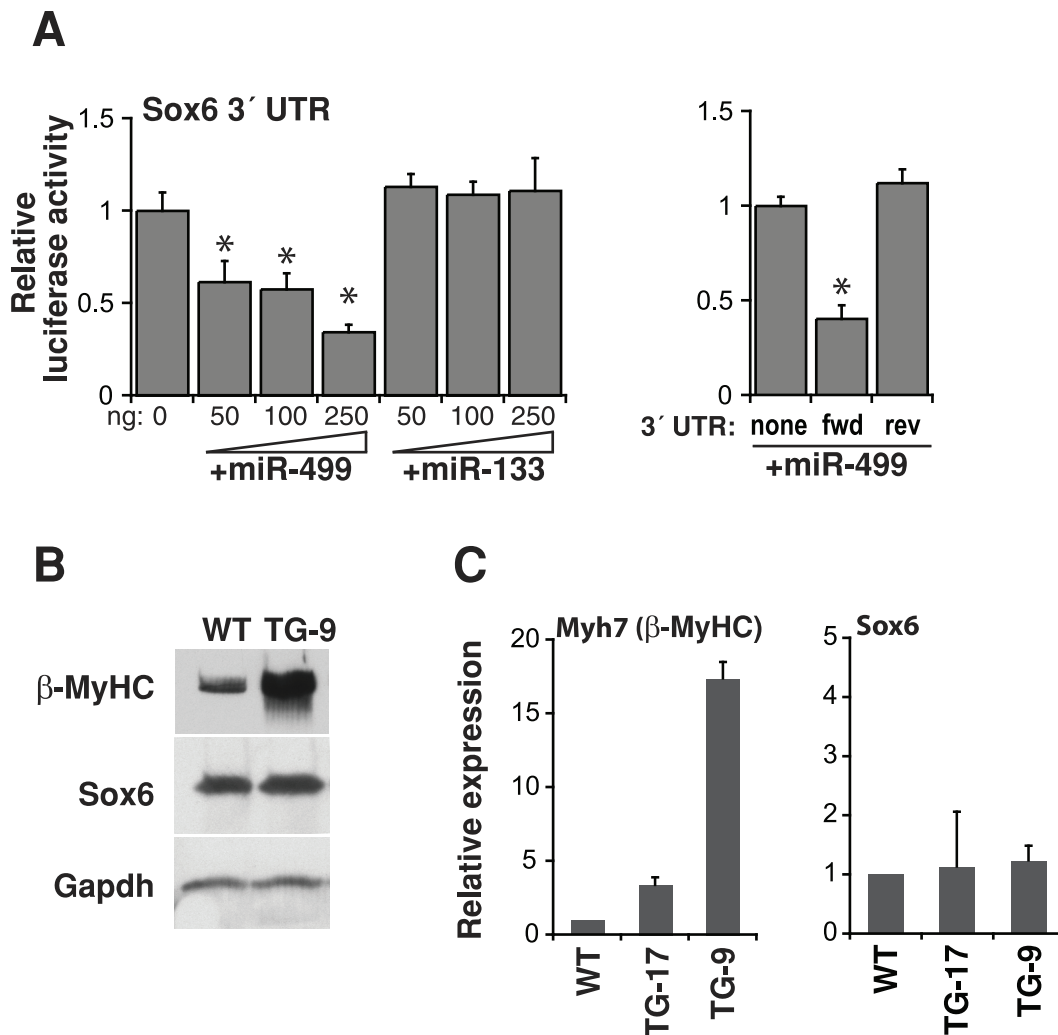 A
Sox6 3´ UTR
Relative
luciferase activity
1.5
1
0.5
0
ng: 0 50 100 250 50 100 250
+miR-499 +miR-133
* * *
1.5
1
0.5
0
*
3´ UTR: none fwd rev
+miR-499
B
WT TG-9
β-MyHC
Sox6
Gapdh
C
Myh7 (β-MyHC)
Relative expression
20
15
10
5
0
WT TG-17 TG-9
Sox6
5
4
3
2
1
0
WT TG-17 TG-9